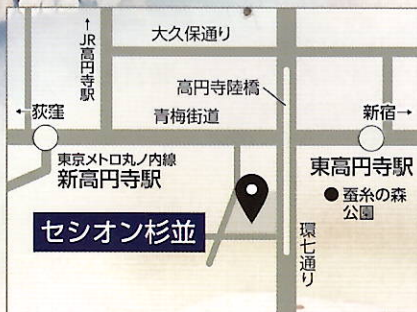 大久保通り
↑JR高円寺駅
高円寺陸橋
←荻窪
青梅街道
新宿→
東京メトロ丸ノ内線
新高円寺駅
東高円寺駅
●蚕糸の森
公園
セシオン杉並
環七通り